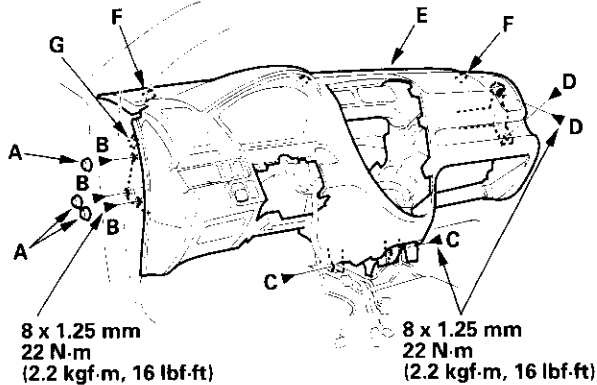 F
E
F
G
D
D
A
B
B
B
A
C
C
8 x 1.25 mm
22 N·m
(2.2 kgf·m, 16 lbf·ft)
8 x 1.25 mm
22 N·m
(2.2 kgf·m, 16 lbf·ft)